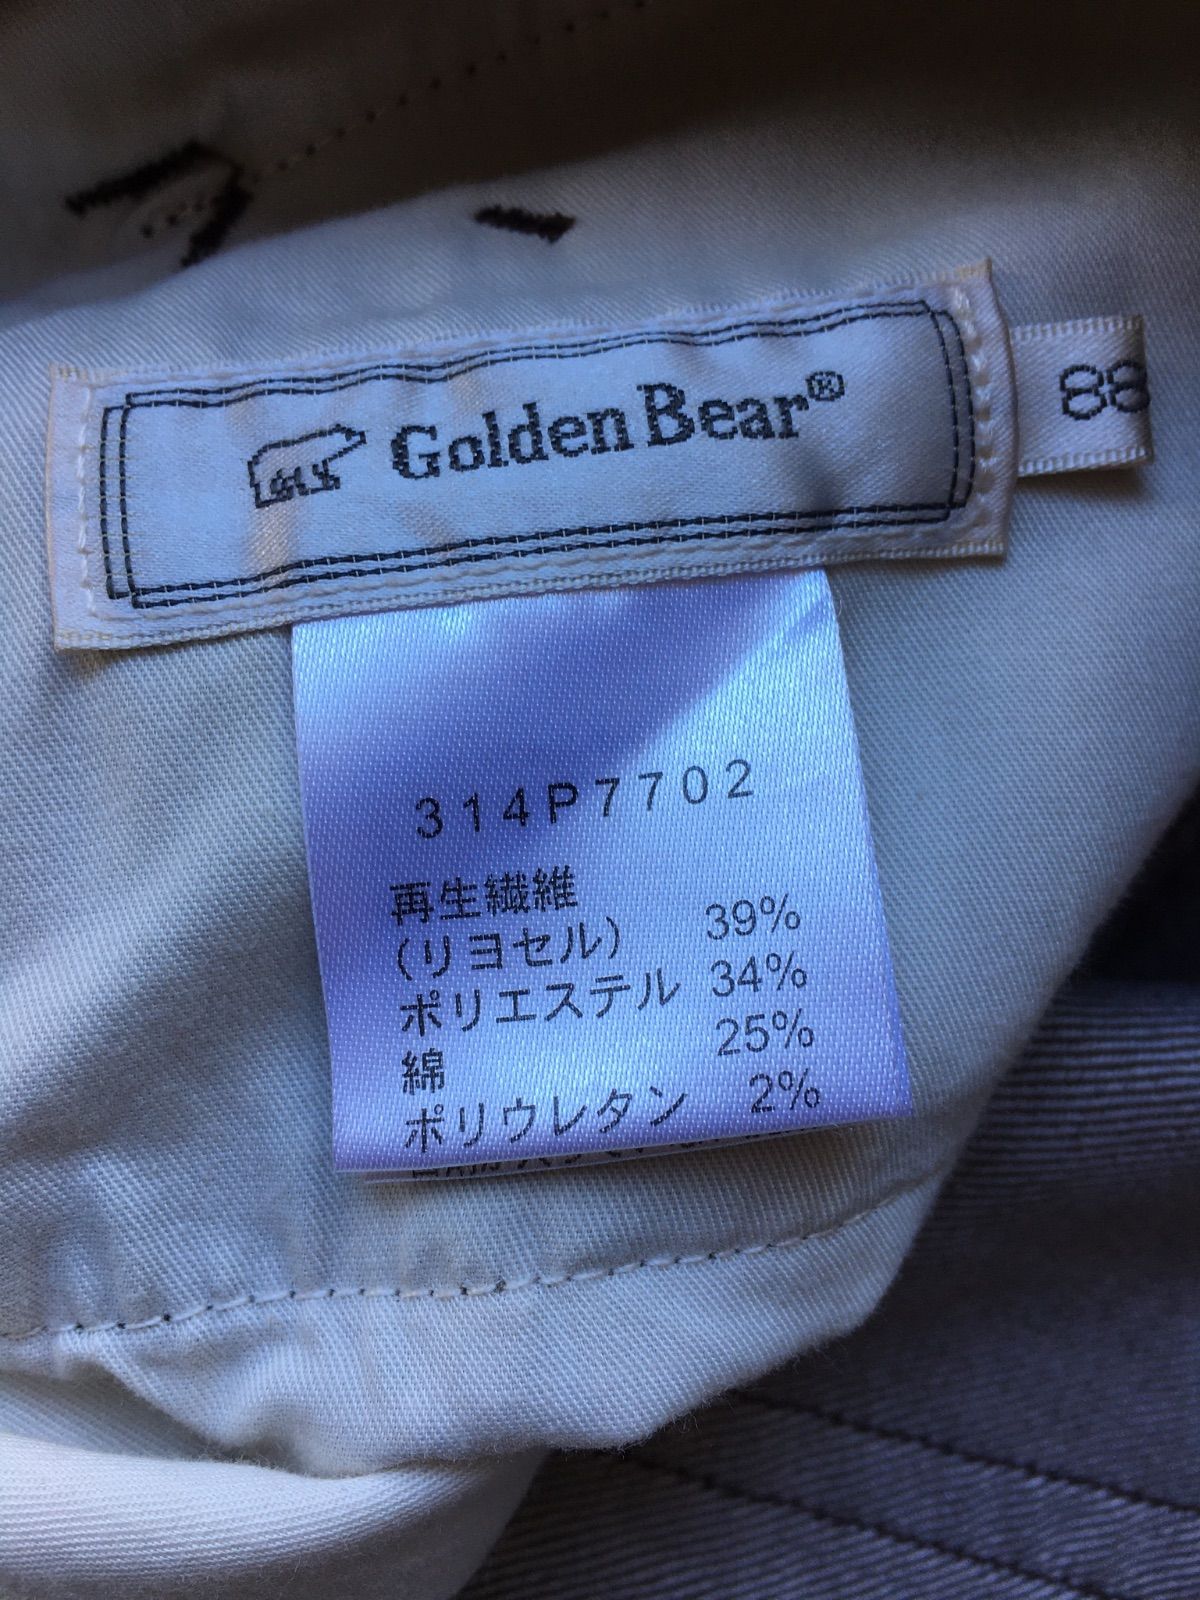 Golden Bear®
88
314P7702
再生繊維
(リヨセル) 39%
ポリエステル 34%
綿 25%
ポリウレタン 2%